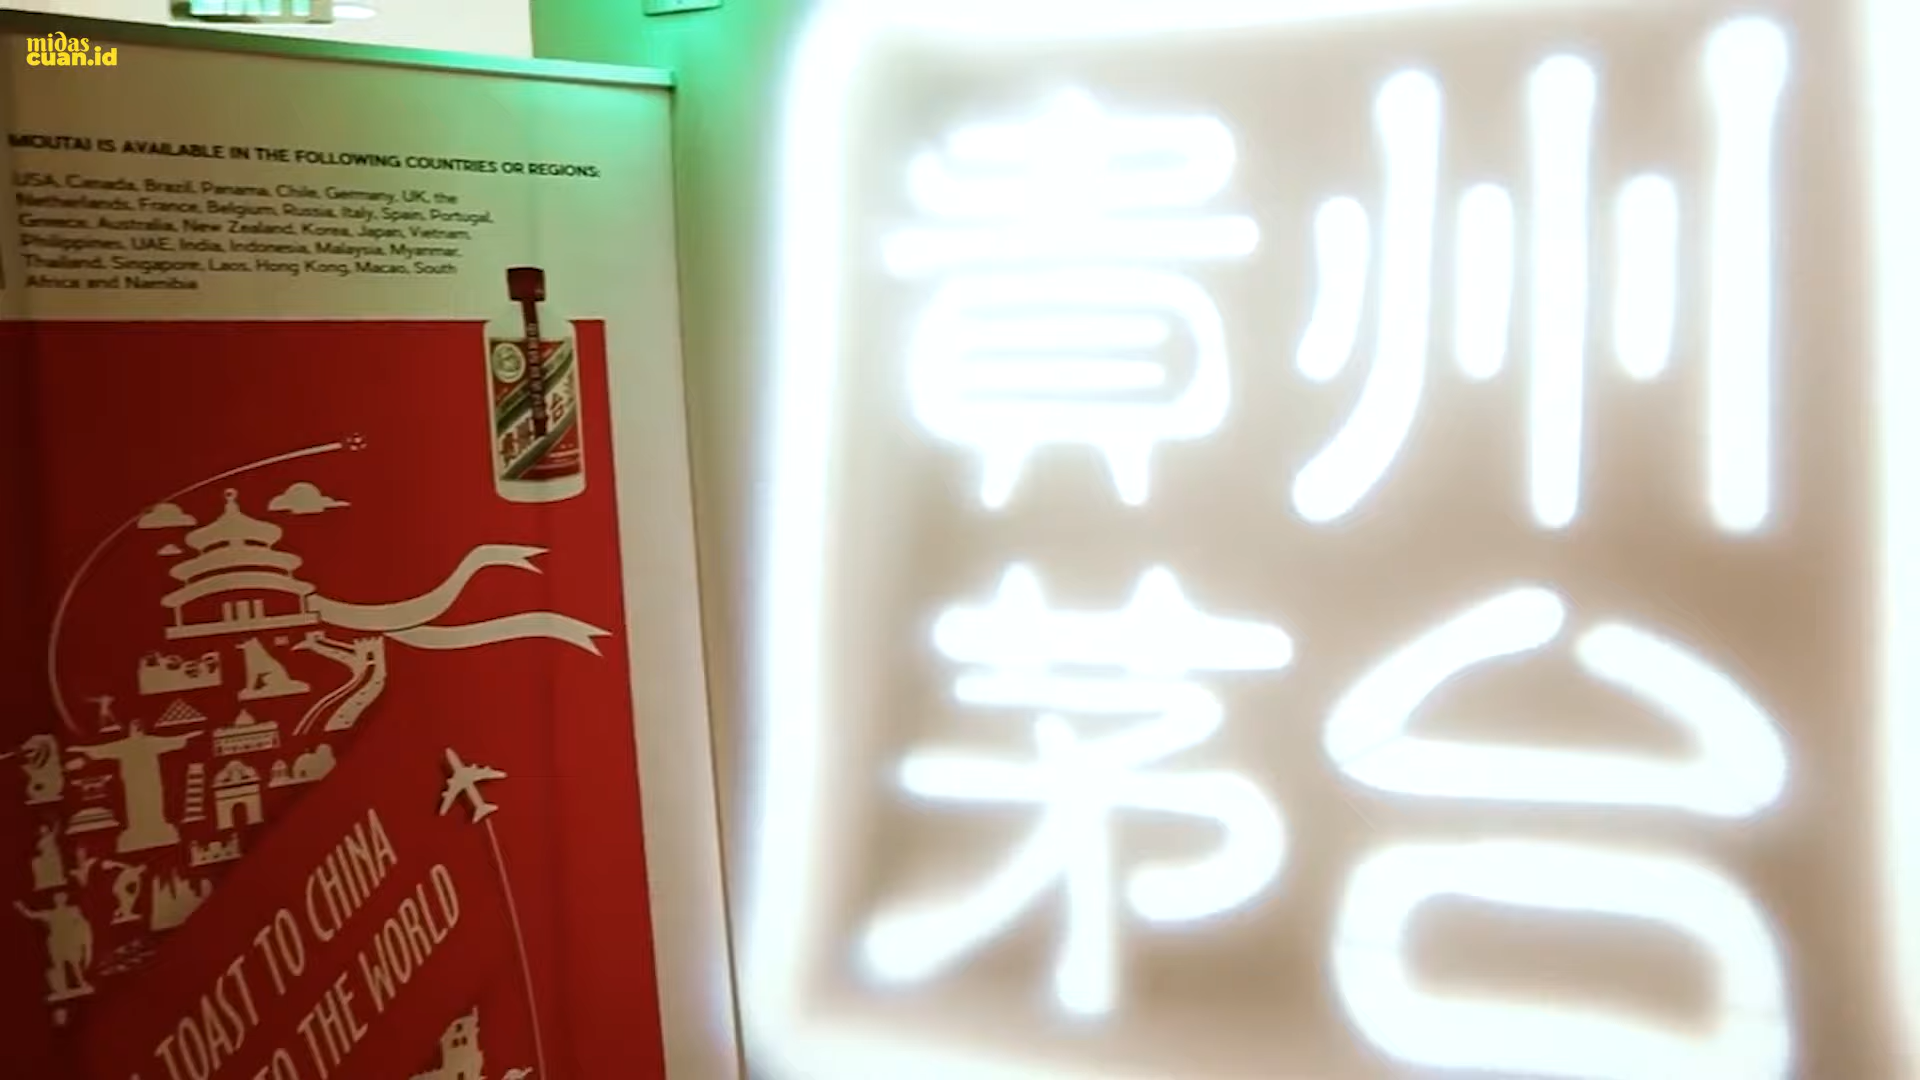 midas
cuan.id
MOUTAI IS AVAILABLE IN THE FOLLOWING COUNTRIES OR REGIONS:
USA, Canada, Brazil, Panama, Chile, Germany, UK, the
Netherlands, France, Belgium, Russia, Italy, Spain, Portugal,
Greece, Australia, New Zealand, Korea, Japan, Vietnam,
Philippines, UAE, India, Indonesia, Malaysia, Myanmar,
Thailand, Singapore, Laos, Hong Kong, Macao, South
Africa and Namibia
貴州
茅台
TOAST TO CHINA
TO THE WORLD